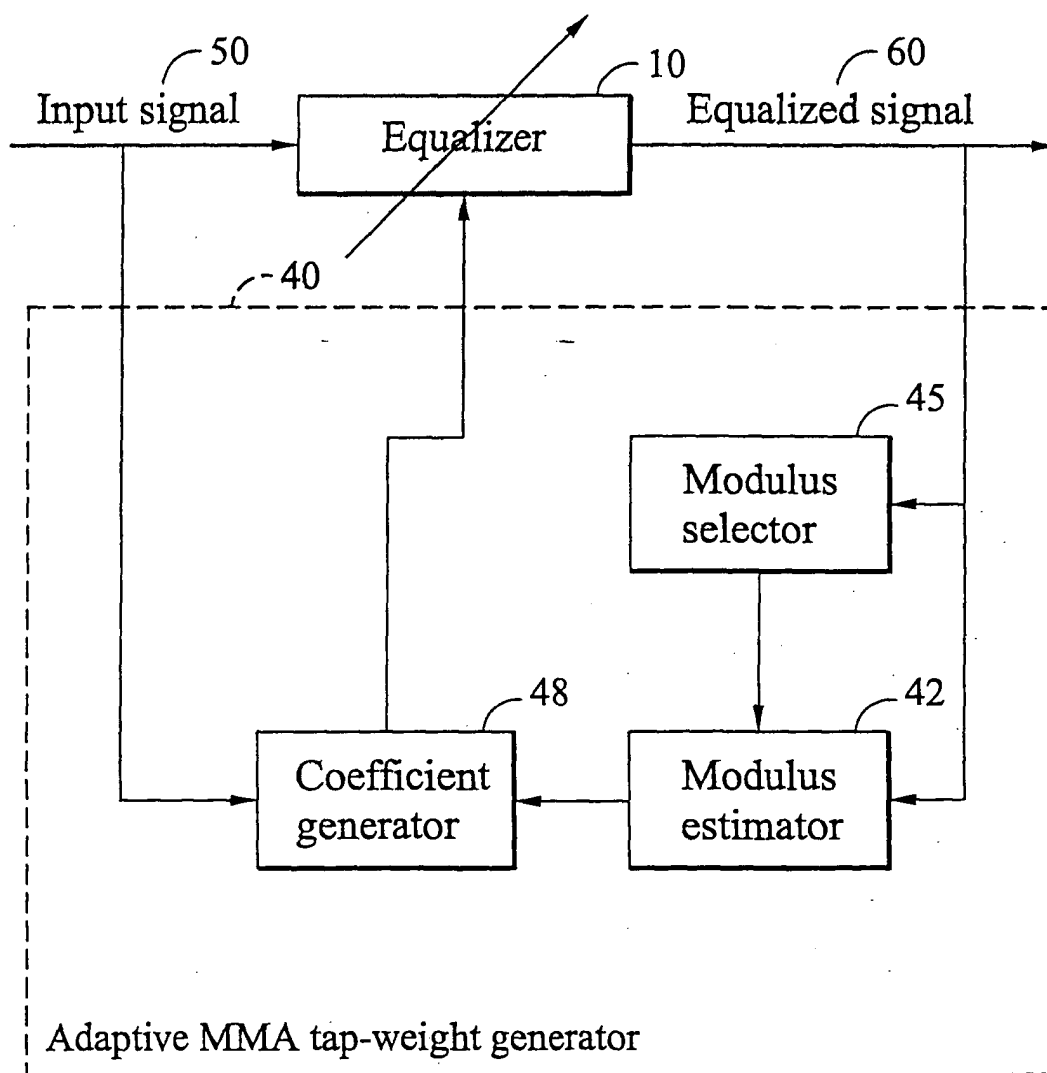 50
10
60
Input signal
Equalizer
Equalized signal
40
45
Modulus
selector
48
42
Coefficient
generator
Modulus
estimator
Adaptive MMA tap-weight generator